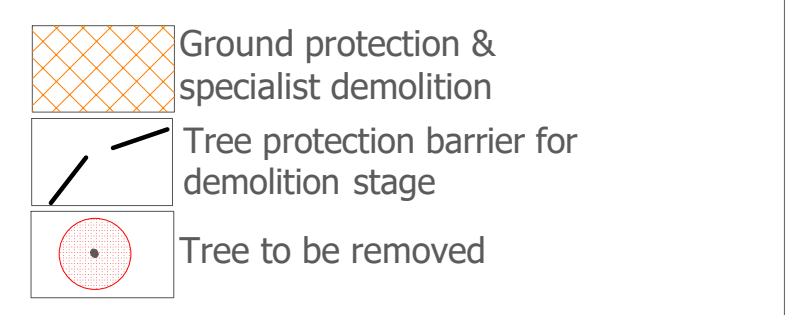 Ground protection &
specialist demolition
Tree protection barrier for
demolition stage
Tree to be removed